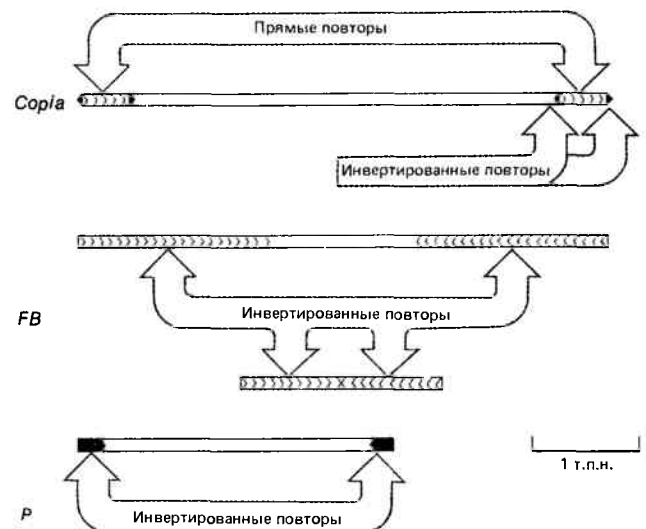 Прямые повторы
Copia
Инвертированные повторы
FB
Инвертированные повторы
1 т.п.н.
P
Инвертированные повторы